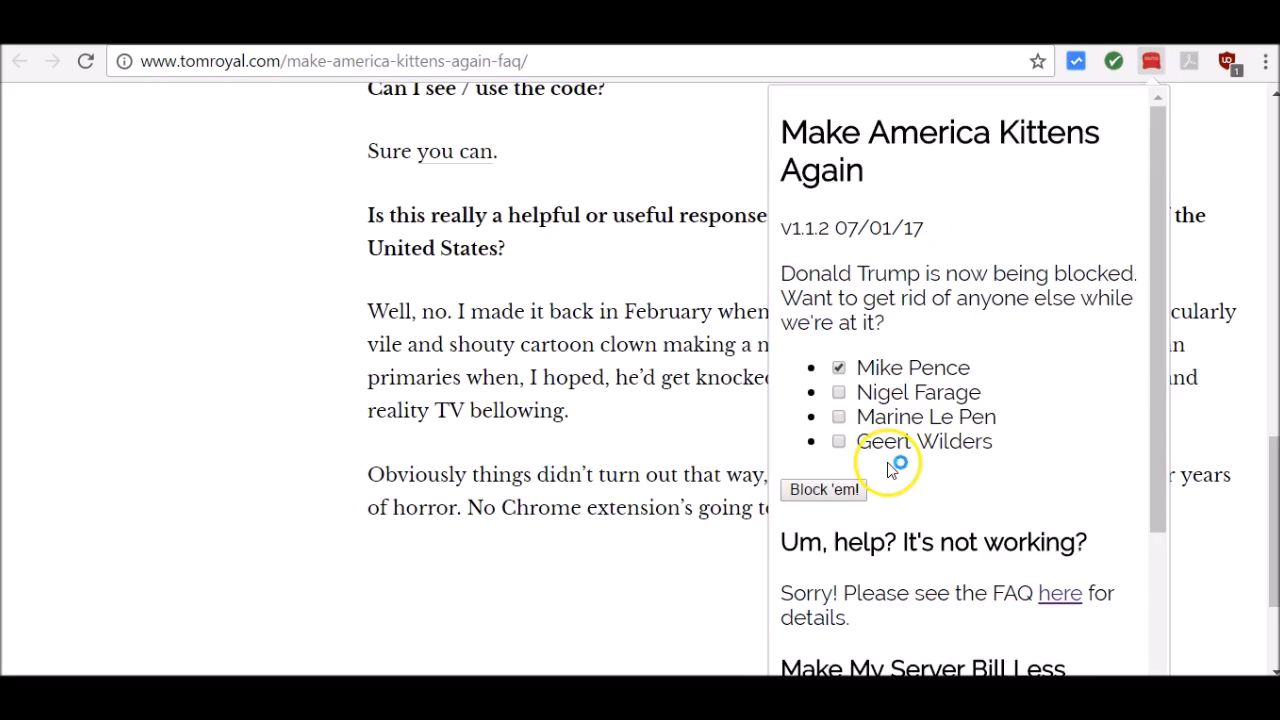 www.tomroyal.com/make-america-kittens-again-faq/
1
Can I see / use the code?
Sure you can.
Is this really a helpful or useful response the
United States?
Well, no. I made it back in February when cularly
vile and shouty cartoon clown making a an
primaries when, I hoped, he'd get and
reality TV bellowing.
Obviously things didn't turn out that way, years
of horror. No Chrome extension's going
Make America Kittens
Again
v1.1.2 07/01/17
Donald Trump is now being blocked.
Want to get rid of anyone else while
we're at it?
Mike Pence
Nigel Farage
Marine Le Pen
Geert Wilders
Block 'em!
Um, help? It's not working?
Sorry! Please see the FAQ here for
details.
Make My Server Bill Less